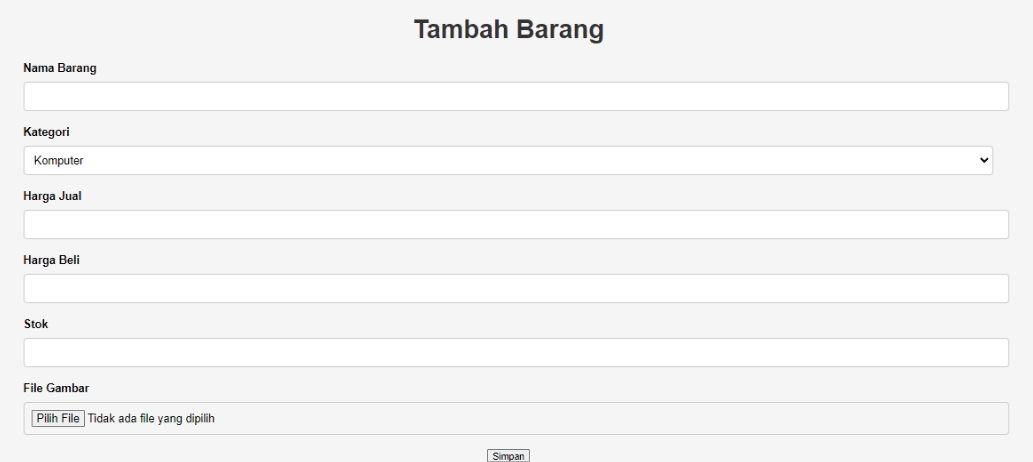 Tambah Barang
Nama Barang
Kategori
Komputer
Harga Jual
Harga Beli
Stok
File Gambar
Pilih File Tidak ada file yang dipilih
Simpan